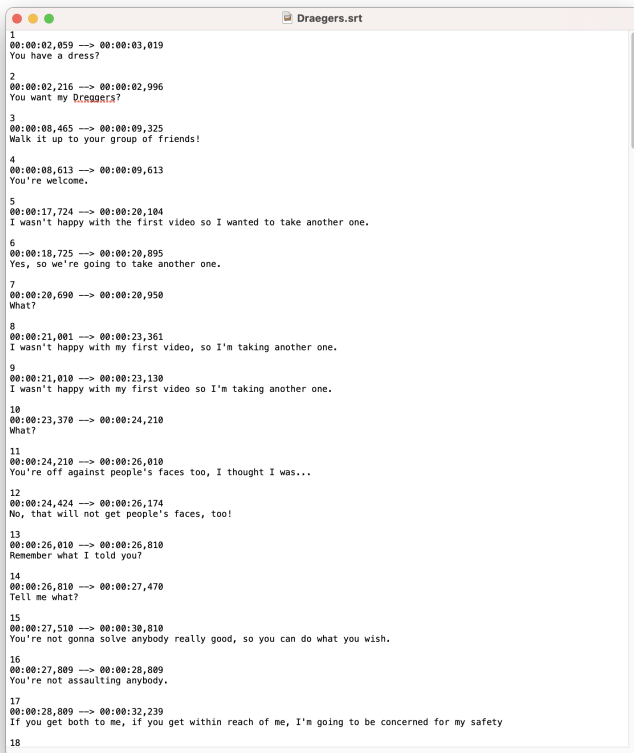 Draegers.srt
1
00:00:02,059 --> 00:00:03,019
You have a dress?
2
00:00:02,216 --> 00:00:02,996
You want my Dreggers?
3
00:00:08,465 --> 00:00:09,325
Walk it up to your group of friends!
4
00:00:08,613 --> 00:00:09,613
You're welcome.
5
00:00:17,724 --> 00:00:20,104
I wasn't happy with the first video so I wanted to take another one.
6
00:00:18,725 --> 00:00:20,895
Yes, so we're going to take another one.
7
00:00:20,690 --> 00:00:20,950
What?
8
00:00:21,001 --> 00:00:23,361
I wasn't happy with my first video, so I'm taking another one.
9
00:00:21,010 --> 00:00:23,130
I wasn't happy with my first video so I'm taking another one.
10
00:00:23,370 --> 00:00:24,210
What?
11
00:00:24,210 --> 00:00:26,010
You're off against people's faces too, I thought I was...
12
00:00:24,424 --> 00:00:26,174
No, that will not get people's faces, too!
13
00:00:26,010 --> 00:00:26,810
Remember what I told you?
14
00:00:26,810 --> 00:00:27,470
Tell me what?
15
00:00:27,510 --> 00:00:30,810
You're not gonna solve anybody really good, so you can do what you wish.
16
00:00:27,809 --> 00:00:28,809
You're not assaulting anybody.
17
00:00:28,809 --> 00:00:32,239
If you get both to me, if you get within reach of me, I'm going to be concerned for my safety
18